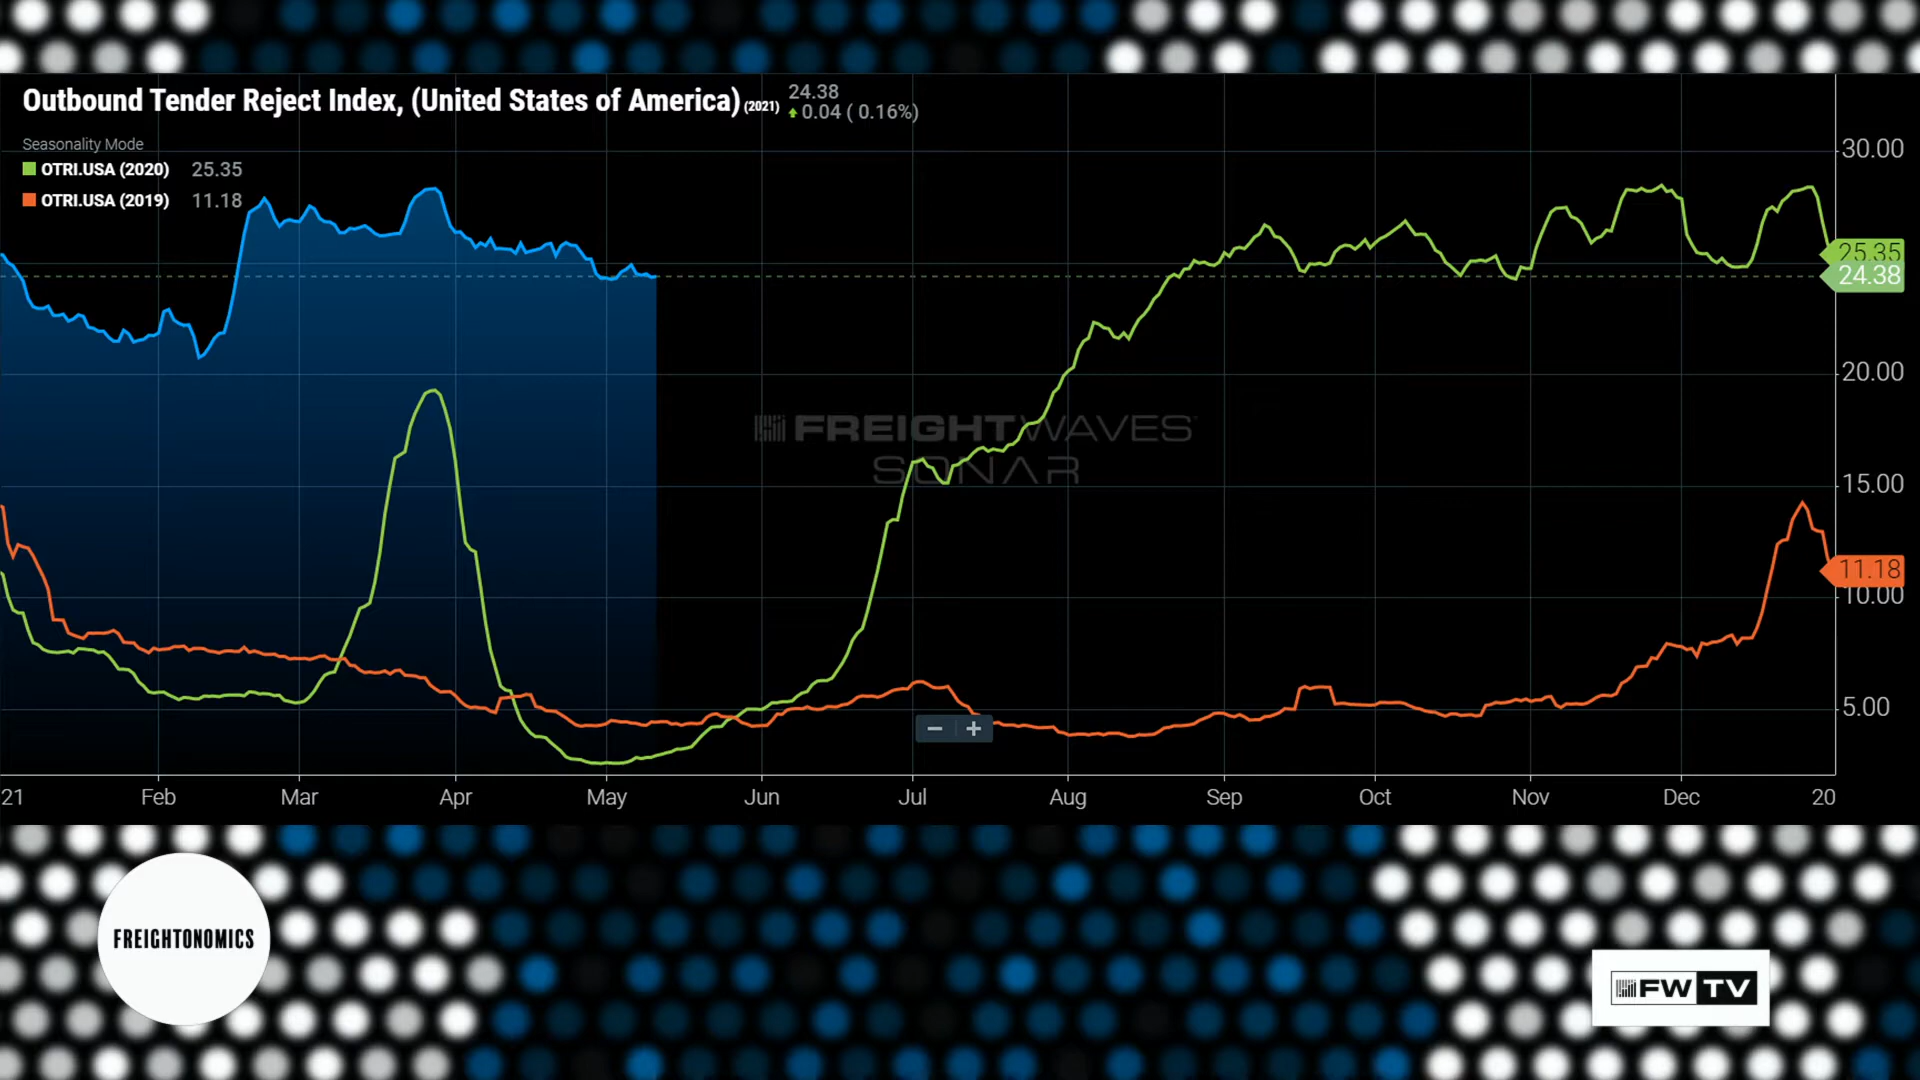 Outbound Tender Reject Index, (United States of America) (2021) 24.38
0.04 ( 0.16%)
Seasonality Mode
OTRI.USA (2020) 25.35
OTRI.USA (2019) 11.18
30.00
25.35
24.38
20.00
FREIGHTWAVES
SONAR
15.00
11.18
10.00
5.00
− +
21 Feb Mar Apr May Jun Jul Aug Sep Oct Nov Dec 20
FREIGHTONOMICS
FW TV